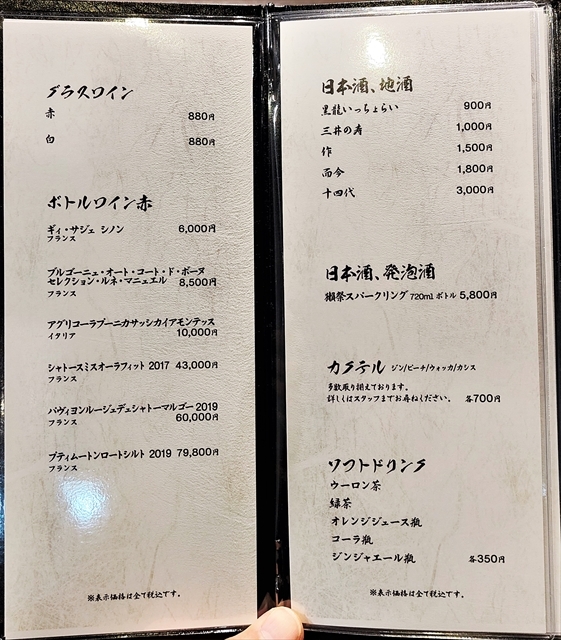 グラスワイン
赤 880円
白 880円
ボトルワイン赤
ギィ・サジェ シノン 6,000円
フランス
ブルゴーニュ・オート・コート・ド・ボーヌ
セレクション・ルネ・マニュエル 8,500円
フランス
アグリコーラプーニカサッシカイアモンテッス
イタリア 10,000円
シャトースミスオーラフィット 2017 43,000円
フランス
パヴィヨンルージュデュシャトーマルゴー 2019
フランス 60,000円
プティムートンロートシルト 2019 79,800円
フランス
※表示価格は全て税込です。
日本酒、地酒
黒龍いっちょらい 900円
三井の寿 1,000円
作 1,500円
而今 1,800円
十四代 3,000円
日本酒、発泡酒
獺祭スパークリング 720ml ボトル 5,800円
カクテル ジン/ピーチ/ウォッカ/カシス
多数取り揃えております。
詳しくはスタッフまでお尋ねください。 各700円
ソフトドリンク
ウーロン茶
緑茶
オレンジジュース瓶
コーラ瓶
ジンジャエール瓶 各350円
※表示価格は全て税込です。